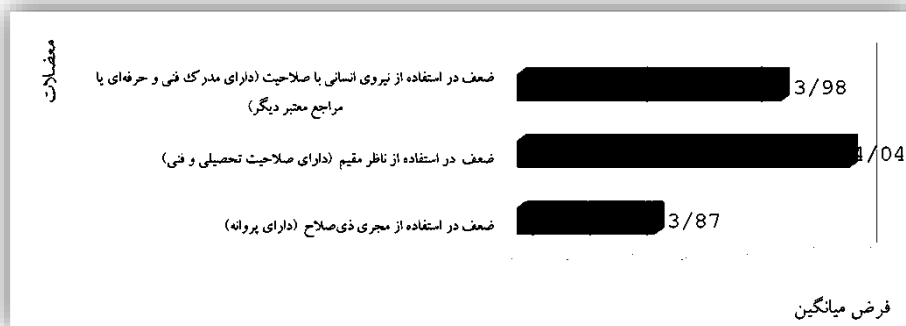 معضلات
ضعف در استفاده از نیروی انسانی با صلاحیت (دارای مدرک فنی و حرفه‌ای یا
مراجع معتبر دیگر)
3/98
ضعف در استفاده از ناظر مقیم (دارای صلاحیت تحصیلی و فنی)
4/04
ضعف در استفاده از مجری ذی‌صلاح (دارای پروانه)
3/87
فرض میانگین